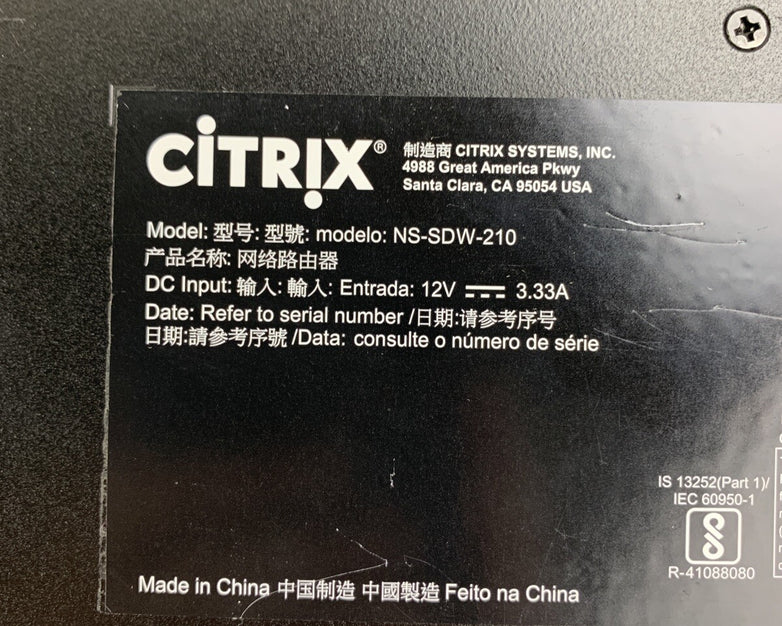 CITRIX®
制造商 CITRIX SYSTEMS, INC.
4988 Great America Pkwy
Santa Clara, CA 95054 USA
Model: 型号: 型號: modelo: NS-SDW-210
产品名称: 网络路由器
DC Input: 输入: 輸入: Entrada: 12V 3.33A
Date: Refer to serial number /日期:请参考序号
日期:請參考序號 /Data: consulte o número de série
IS 13252(Part 1)/
IEC 60950-1
R-41088080
Made in China 中国制造 中國製造 Feito na China